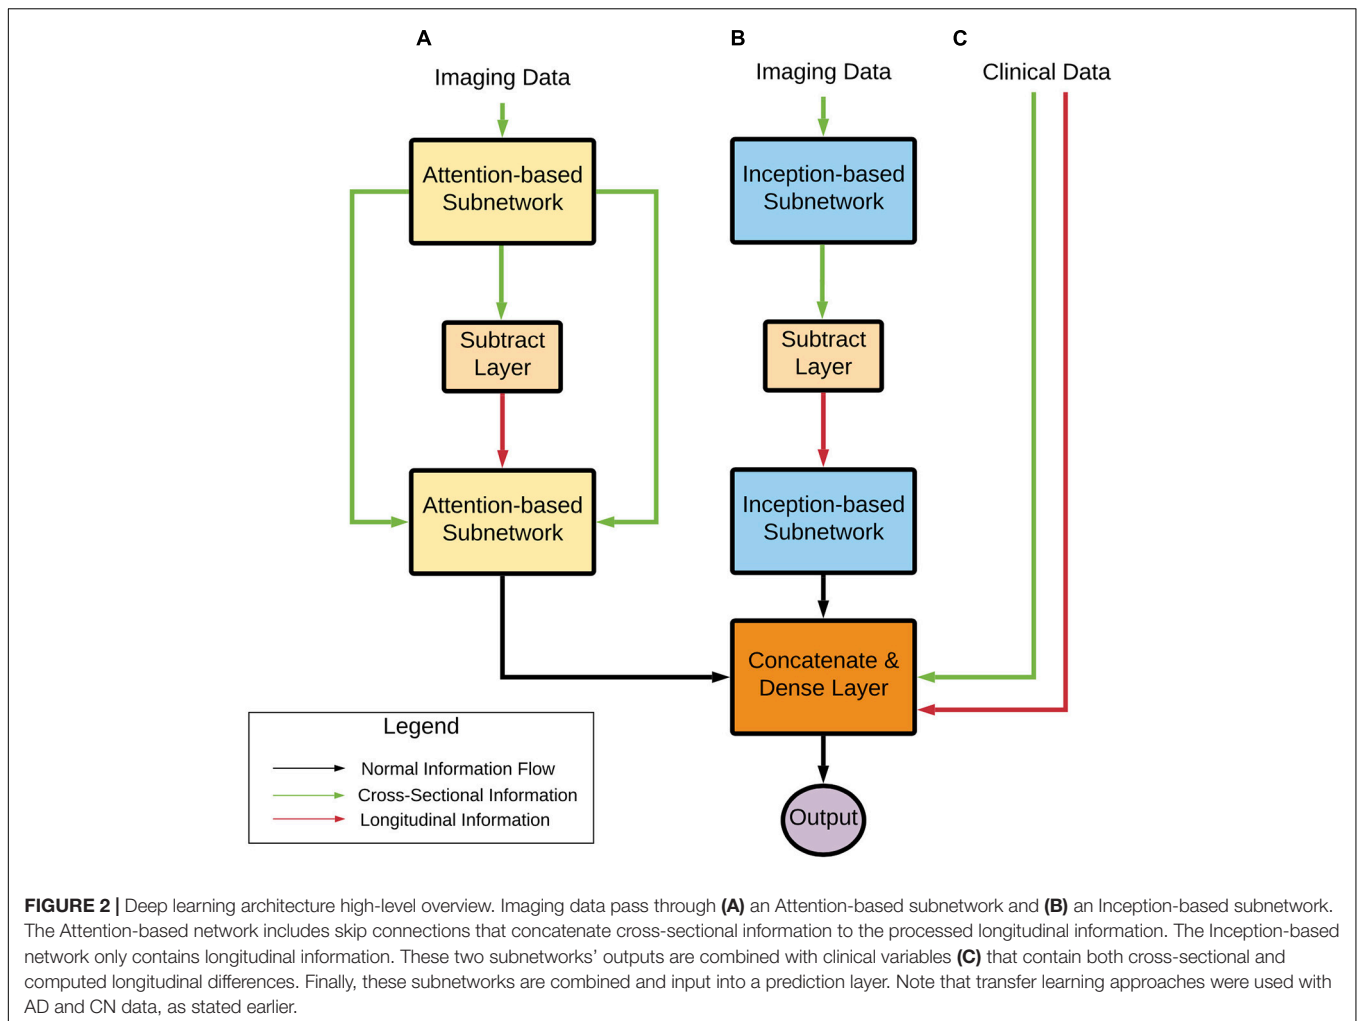 A
B
C
Imaging Data
Imaging Data
Clinical Data
Attention-based
Subnetwork
Inception-based
Subnetwork
Subtract
Layer
Subtract
Layer
Attention-based
Subnetwork
Inception-based
Subnetwork
Concatenate &
Dense Layer
Legend
Normal Information Flow
Cross-Sectional Information
Longitudinal Information
Output
FIGURE 2 | Deep learning architecture high-level overview. Imaging data pass through (A) an Attention-based subnetwork and (B) an Inception-based subnetwork.
The Attention-based network includes skip connections that concatenate cross-sectional information to the processed longitudinal information. The Inception-based
network only contains longitudinal information. These two subnetworks' outputs are combined with clinical variables (C) that contain both cross-sectional and
computed longitudinal differences. Finally, these subnetworks are combined and input into a prediction layer. Note that transfer learning approaches were used with
AD and CN data, as stated earlier.